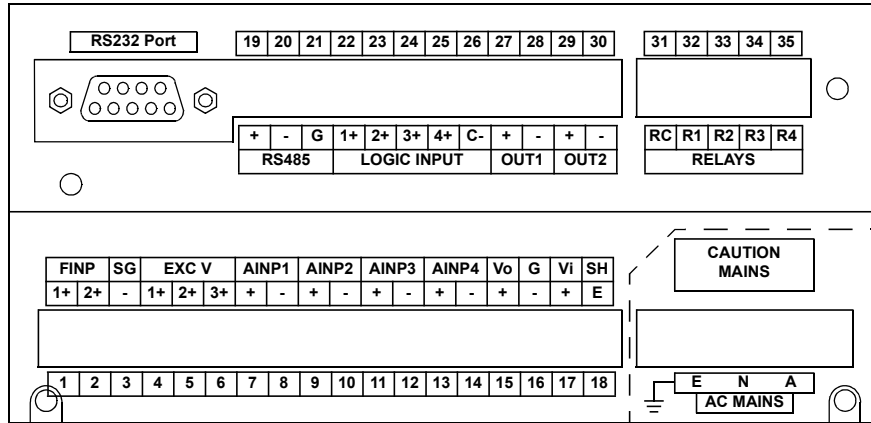 RS232 Port
19 20 21 22 23 24 25 26 27 28 29 30
31 32 33 34 35
+ - G 1+ 2+ 3+ 4+ C- + - + -
RS485 LOGIC INPUT OUT1 OUT2
RC R1 R2 R3 R4
RELAYS
CAUTION
MAINS
FINP SG EXC V AINP1 AINP2 AINP3 AINP4 Vo G Vi SH
1+ 2+ - 1+ 2+ 3+ + - + - + - + - + - + E
1 2 3 4 5 6 7 8 9 10 11 12 13 14 15 16 17 18
E N A
AC MAINS